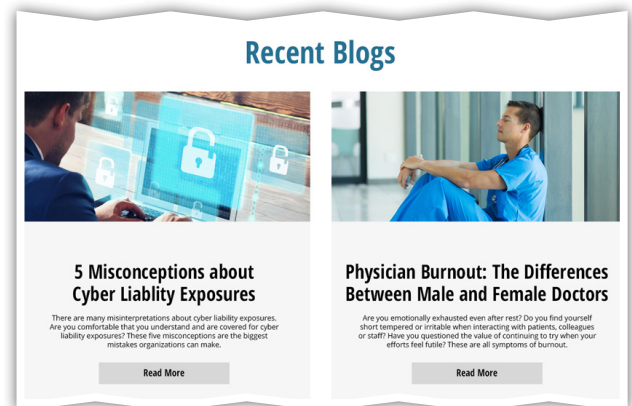 Recent Blogs
5 Misconceptions about
Cyber Liablity Exposures
There are many misinterpretations about cyber liability exposures.
Are you comfortable that you understand and are covered for cyber
liability exposures? These five misconceptions are the biggest
mistakes organizations can make.
Read More
Physician Burnout: The Differences
Between Male and Female Doctors
Are you emotionally exhausted even after rest? Do you find yourself
short tempered or irritable when interacting with patients, colleagues
or staff? Have you questioned the value of continuing to try when your
efforts feel futile? These are all symptoms of burnout.
Read More